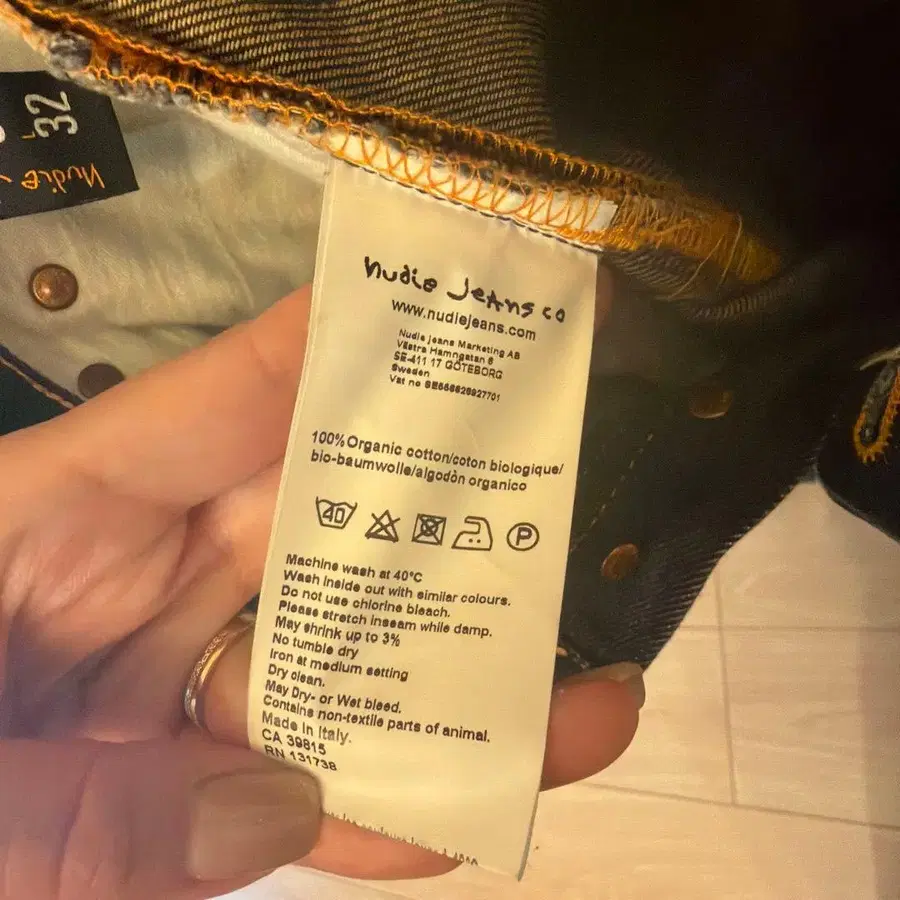 32
nudie
nudie Jeans co
www.nudiejeans.com
Nudie Jeans Marketing AB
Västra Hamngatan 6
SE-411 17 GÖTEBORG
Sweden
Vat no
100% Organic cotton/coton biologique/
bio-baumwolle/algodòn organico
40
P
Machine wash at 40°C
Wash inside out with similar colours.
Do not use chlorine bleach.
Please stretch inseam while damp.
May shrink up to 3%
No tumble dry
Iron at medium setting
Dry clean.
May Dry- or Wet bleed.
Contains non-textile parts of animal.
Made in Italy.
CA 39815
RN 131738